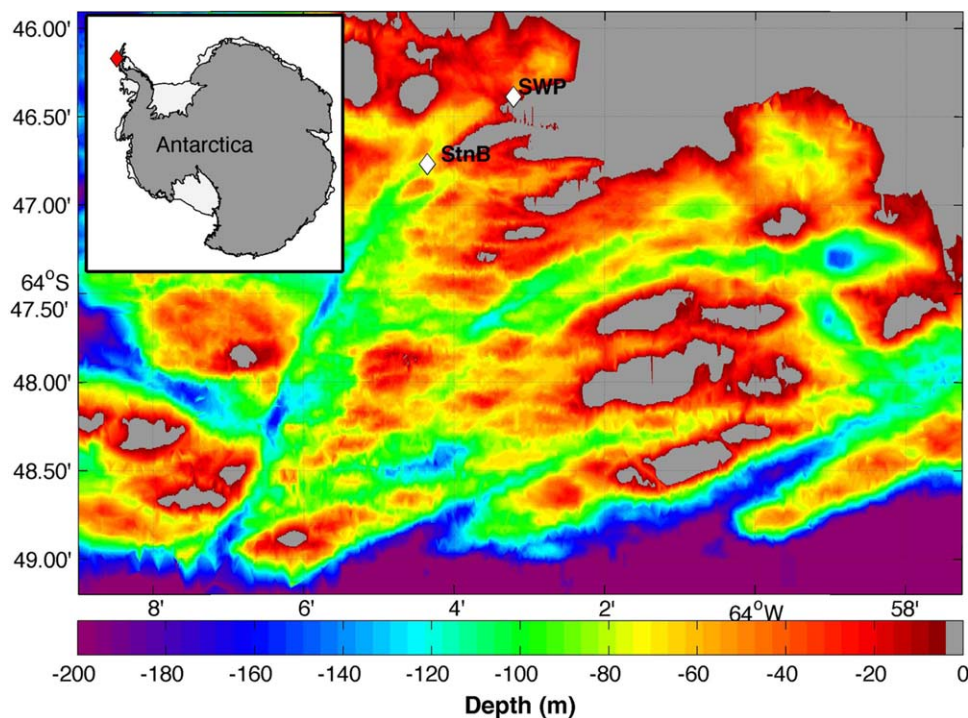 46.00'
46.50'
47.00'
64°S
47.50'
48.00'
48.50'
49.00'
Antarctica
SWP
StnB
8' 6' 4' 2' 64°W 58'
-200 -180 -160 -140 -120 -100 -80 -60 -40 -20 0
Depth (m)